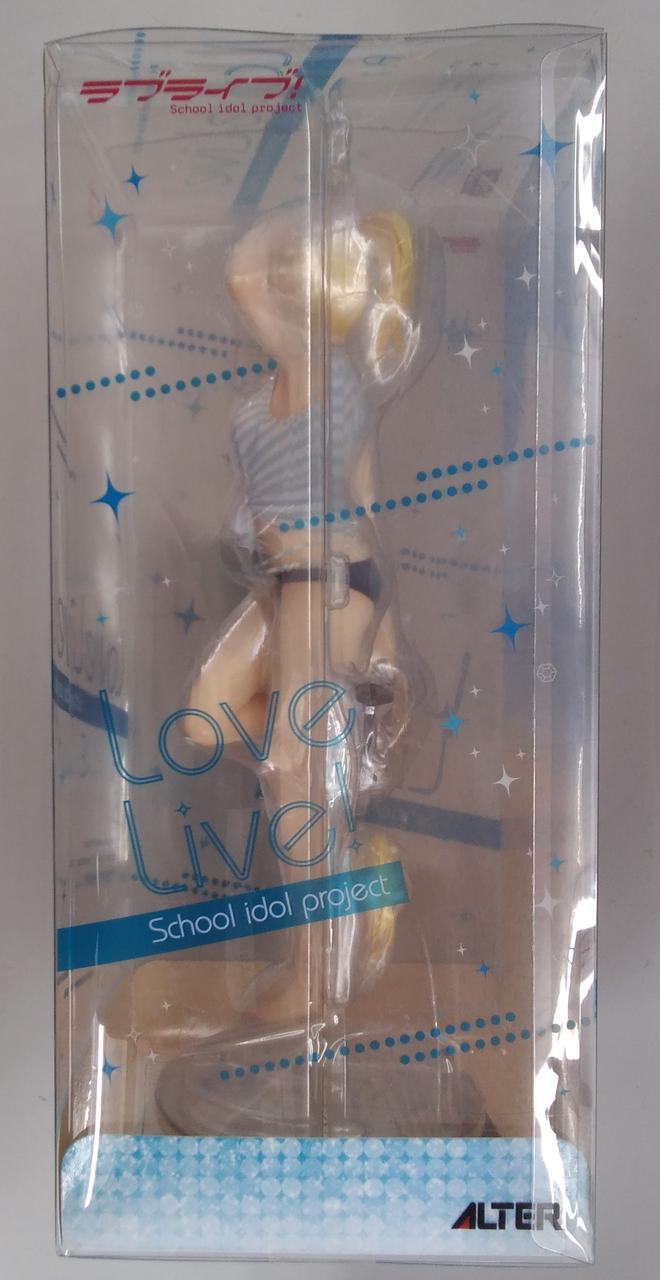 ラブライブ!
School idol project
Love
Live!
School idol project
ALTER